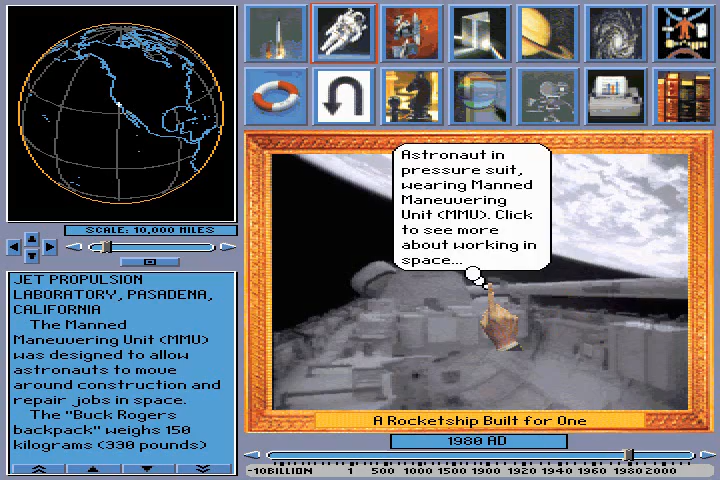 Astronaut in
pressure suit,
wearing Manned
Maneuvering
Unit (MMU). Click
to see more
about working in
space...
SCALE: 10,000 MILES
JET PROPULSION
LABORATORY, PASADENA,
CALIFORNIA
The Manned
Maneuvering Unit (MMU)
was designed to allow
astronauts to move
around construction and
repair jobs in space.
The "Buck Rogers
backpack" weighs 150
kilograms (330 pounds)
A Rocketship Built for One
1980 AD
-10BILLION 1 500 1000 1500 1900 1920 1940 1960 1980 2000